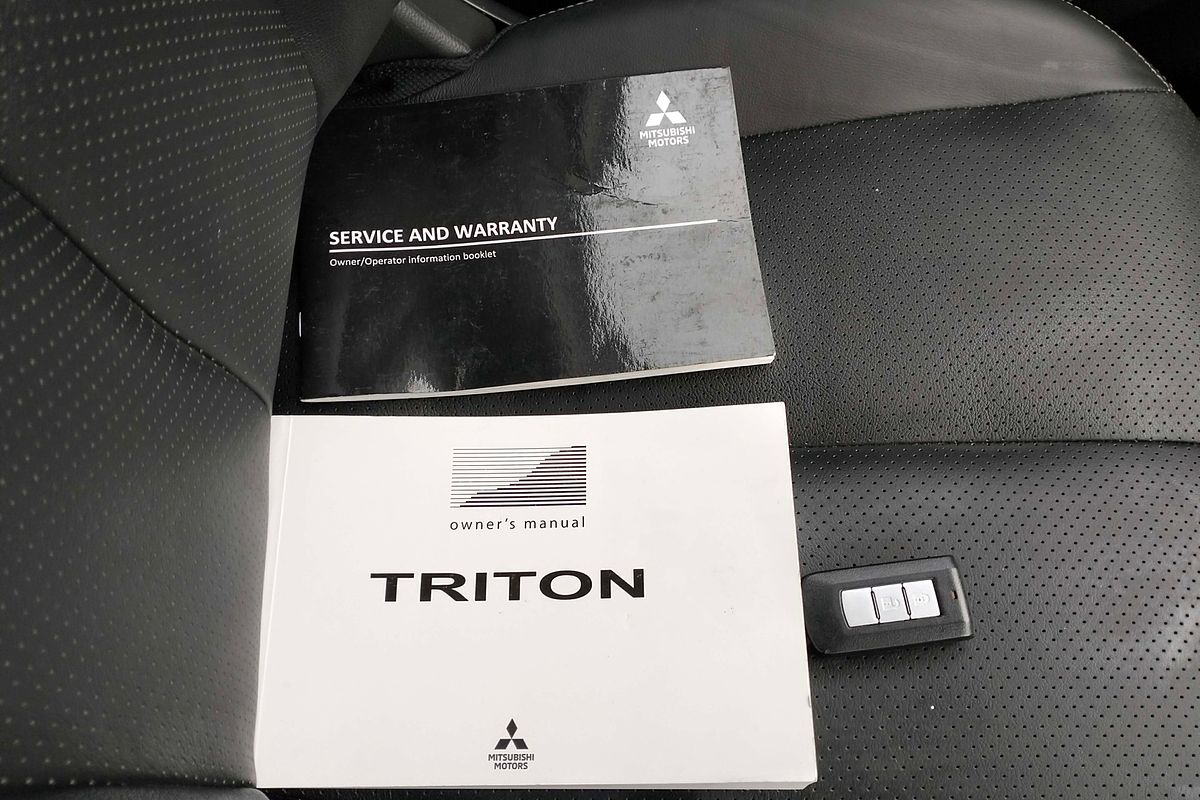 MITSUBISHI
MOTORS
SERVICE AND WARRANTY
Owner/Operator information booklet
owner's manual
TRITON
MITSUBISHI
MOTORS